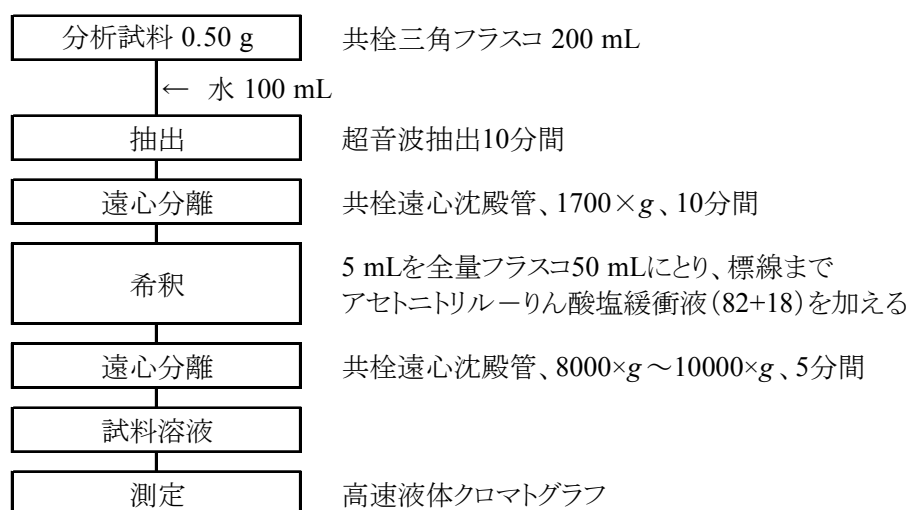 分析試料 0.50 g 共栓三角フラスコ 200 mL
← 水 100 mL
抽出 超音波抽出10分間
遠心分離 共栓遠心沈殿管、1700×g、10分間
希釈 5 mLを全量フラスコ50 mLにとり、標線まで
アセトニトリル－りん酸塩緩衝液(82+18)を加える
遠心分離 共栓遠心沈殿管、8000×g～10000×g、5分間
試料溶液
測定 高速液体クロマトグラフ